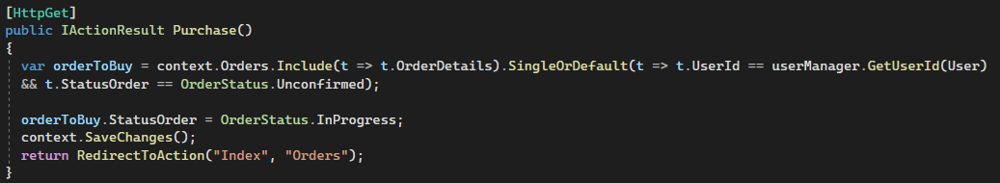 [HttpGet]
public IActionResult Purchase()
{
var orderToBuy = context.Orders.Include(t => t.OrderDetails).SingleOrDefault(t => t.UserId == userManager.GetUserId(User)
&& t.StatusOrder == OrderStatus.Unconfirmed);
orderToBuy.StatusOrder = OrderStatus.InProgress;
context.SaveChanges();
return RedirectToAction("Index", "Orders");
}